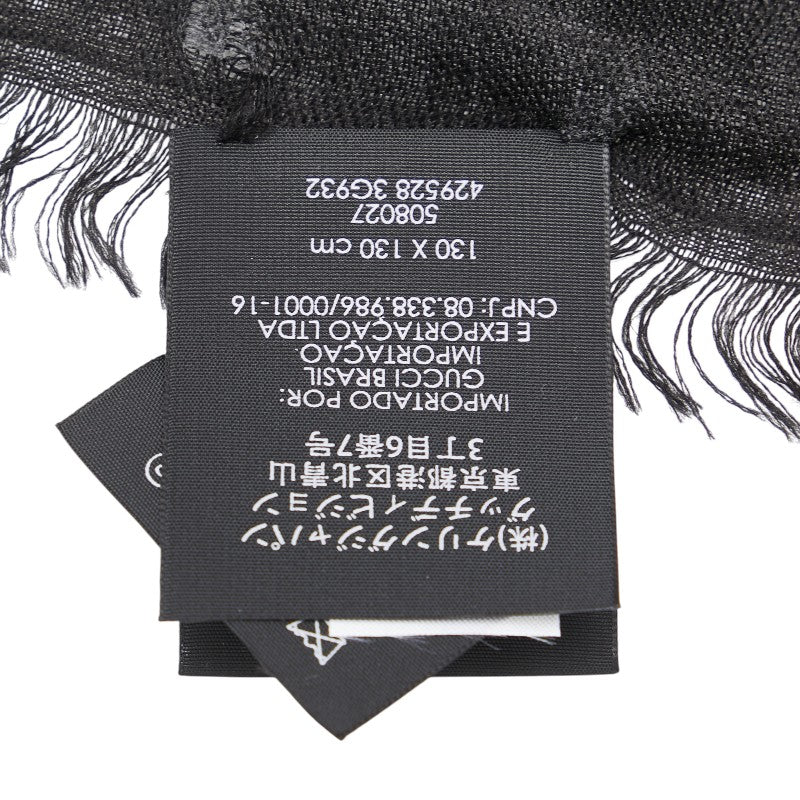 (株)ケリングジャパン
グッチディビジョン
東京都港区北青山
3丁目6番7号
IMPORTADO POR:
GUCCI BRASIL
IMPORTAÇAO
E EXPORTAÇAO LTDA
CNPJ: 08.338.986/0001-16
130 X 130 cm
508027
429528 3G932